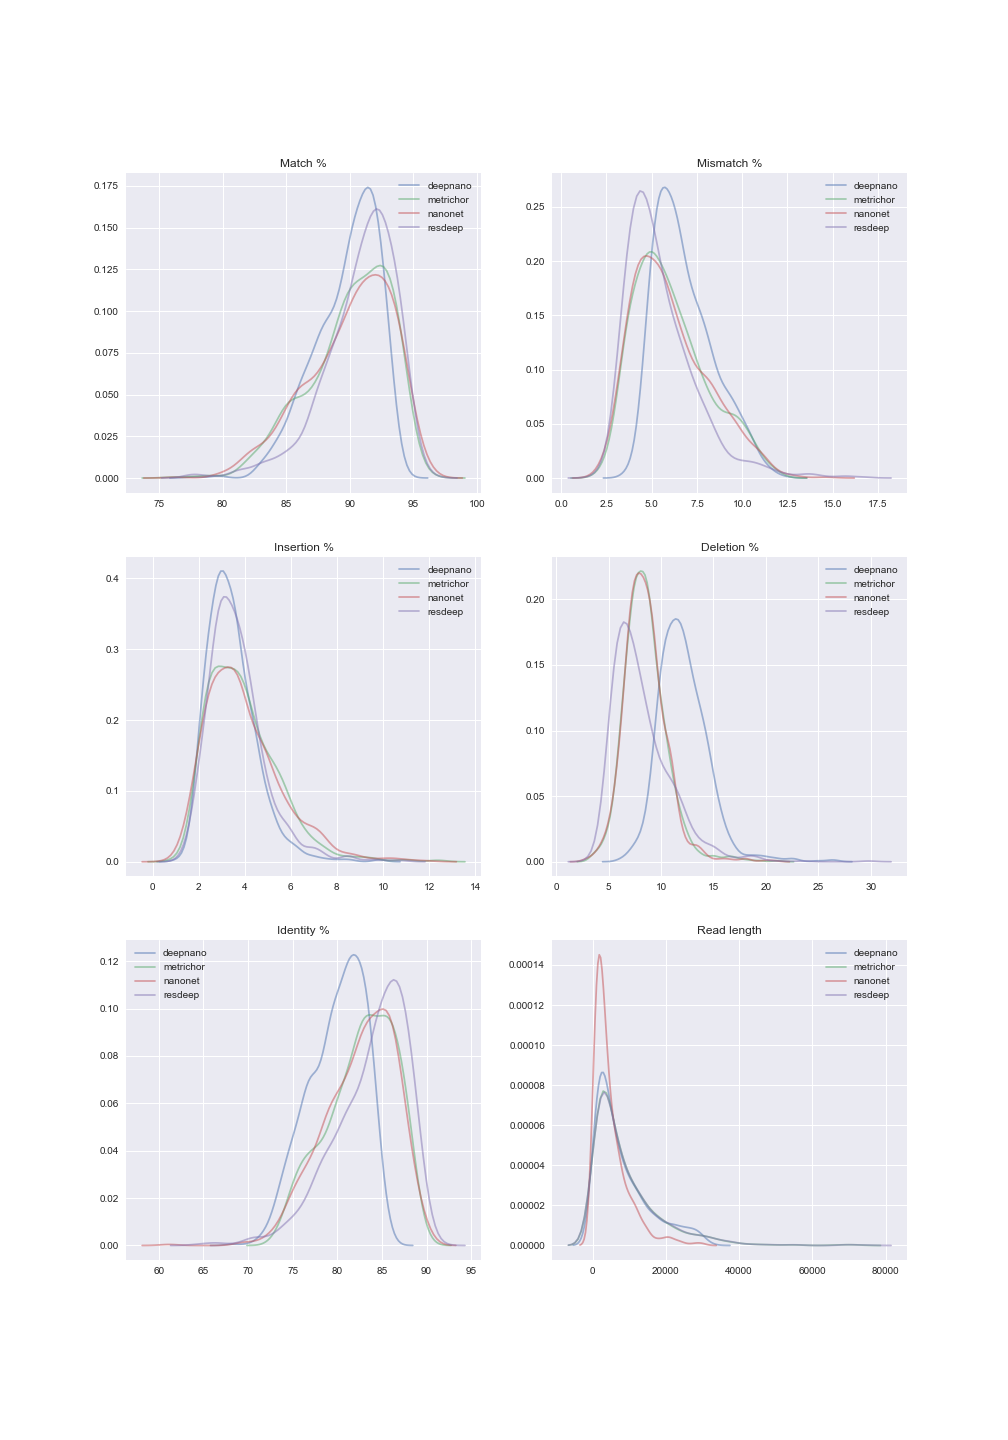 Match %
0.175
0.150
0.125
0.100
0.075
0.050
0.025
0.000
75 80 85 90 95 100
deepnano
metrichor
nanonet
resdeep
Mismatch %
0.25
0.20
0.15
0.10
0.05
0.00
0.0 2.5 5.0 7.5 10.0 12.5 15.0 17.5
deepnano
metrichor
nanonet
resdeep
Insertion %
0.4
0.3
0.2
0.1
0.0
0 2 4 6 8 10 12 14
deepnano
metrichor
nanonet
resdeep
Deletion %
0.20
0.15
0.10
0.05
0.00
0 5 10 15 20 25 30
deepnano
metrichor
nanonet
resdeep
Identity %
0.12
0.10
0.08
0.06
0.04
0.02
0.00
60 65 70 75 80 85 90 95
deepnano
metrichor
nanonet
resdeep
Read length
0.00014
0.00012
0.00010
0.00008
0.00006
0.00004
0.00002
0.00000
0 20000 40000 60000 80000
deepnano
metrichor
nanonet
resdeep